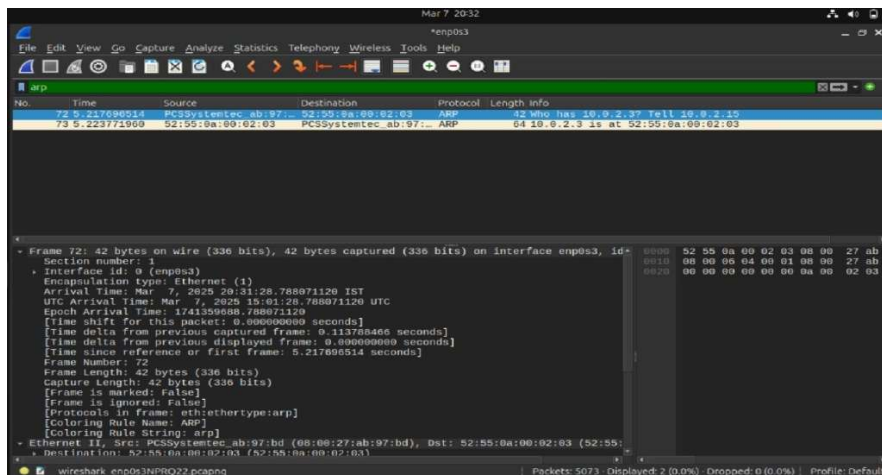 Mar 7 20:32
*enp0s3
File Edit View Go Capture Analyze Statistics Telephony Wireless Tools Help
arp
No. Time Source Destination Protocol Length Info
72 5.217696514 PCSSystemtec_ab:97:… 52:55:0a:00:02:03 ARP 42 Who has 10.0.2.3? Tell 10.0.2.15
73 5.223771960 52:55:0a:00:02:03 PCSSystemtec_ab:97:… ARP 64 10.0.2.3 is at 52:55:0a:00:02:03
Frame 72: 42 bytes on wire (336 bits), 42 bytes captured (336 bits) on interface enp0s3, id 0000 52 55 0a 00 02 03 08 00 27 ab
Section number: 1 0010 08 00 06 04 00 01 08 00 27 ab
Interface id: 0 (enp0s3) 0020 00 00 00 00 00 00 0a 00 02 03
Encapsulation type: Ethernet (1)
Arrival Time: Mar 7, 2025 20:31:28.788071120 IST
UTC Arrival Time: Mar 7, 2025 15:01:28.788071120 UTC
Epoch Arrival Time: 1741359688.788071120
[Time shift for this packet: 0.000000000 seconds]
[Time delta from previous captured frame: 0.113788466 seconds]
[Time delta from previous displayed frame: 0.000000000 seconds]
[Time since reference or first frame: 5.217696514 seconds]
Frame Number: 72
Frame Length: 42 bytes (336 bits)
Capture Length: 42 bytes (336 bits)
[Frame is marked: False]
[Frame is ignored: False]
[Protocols in frame: eth:ethertype:arp]
[Coloring Rule Name: ARP]
[Coloring Rule String: arp]
Ethernet II, Src: PCSSystemtec_ab:97:bd (08:00:27:ab:97:bd), Dst: 52:55:0a:00:02:03 (52:55:
Destination: 52:55:0a:00:02:03 (52:55:0a:00:02:03)
wireshark_enp0s3NPRQ22.pcapng Packets: 5073 · Displayed: 2 (0.0%) · Dropped: 0 (0.0%) Profile: Default